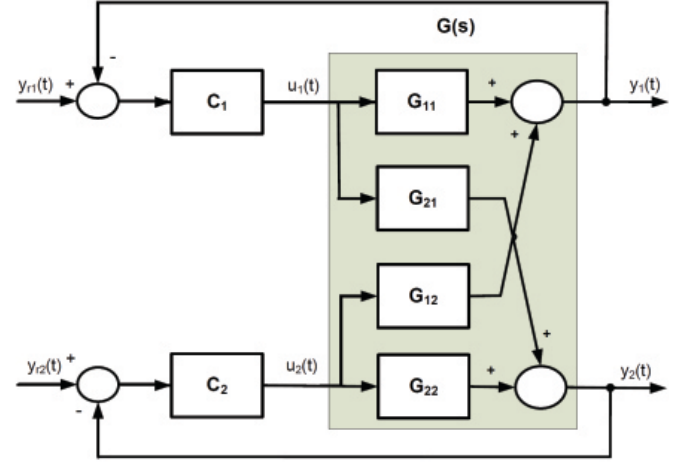 G(s)
-
yr1(t) +
C1
u1(t)
G11
+
y1(t)
+
G21
G12
+
yr2(t) +
C2
u2(t)
G22
+
y2(t)
-